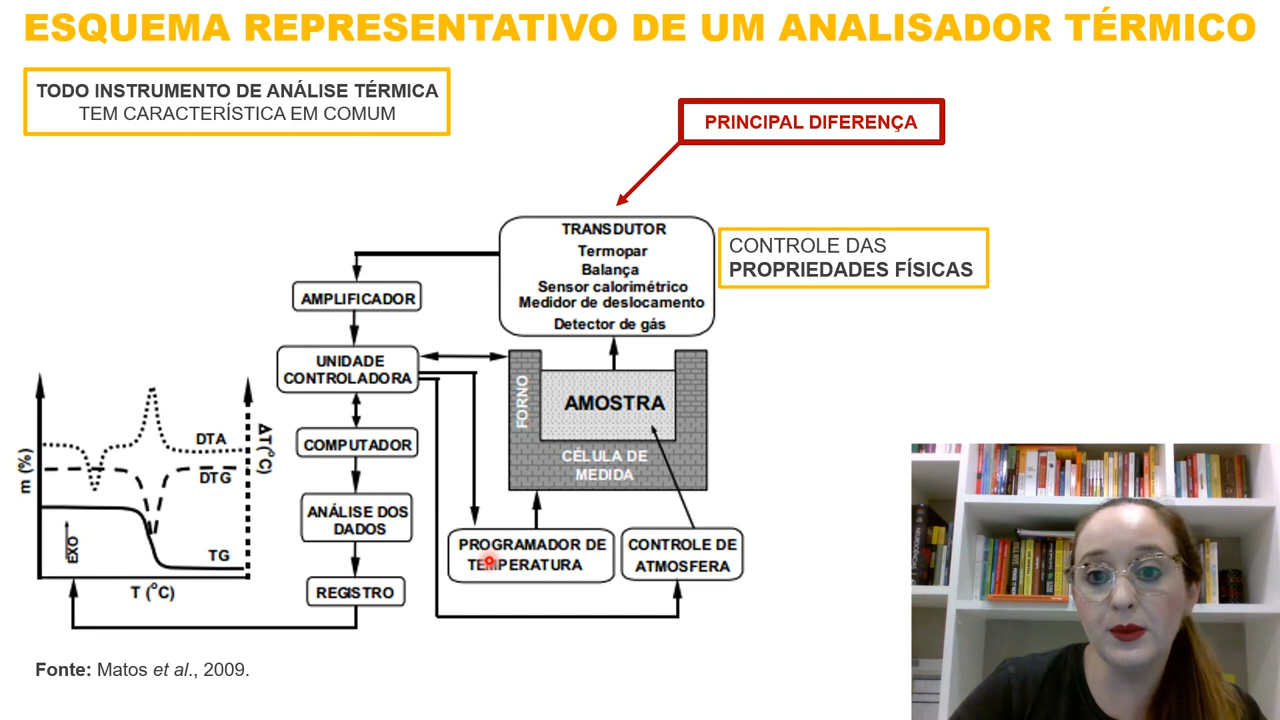 ESQUEMA REPRESENTATIVO DE UM ANALISADOR TÉRMICO
TODO INSTRUMENTO DE ANÁLISE TÉRMICA
TEM CARACTERÍSTICA EM COMUM
PRINCIPAL DIFERENÇA
TRANSDUTOR
Termopar
Balança
Sensor calorimétrico
Medidor de deslocamento
Detector de gás
CONTROLE DAS
PROPRIEDADES FÍSICAS
AMPLIFICADOR
UNIDADE
CONTROLADORA
COMPUTADOR
ANÁLISE DOS
DADOS
REGISTRO
FORNO
AMOSTRA
CÉLULA DE
MEDIDA
PROGRAMADOR DE
TEMPERATURA
CONTROLE DE
ATMOSFERA
m (%)
DTA
DTG
TG
EXO
ΔT(°C)
T (°C)
Fonte: Matos et al., 2009.